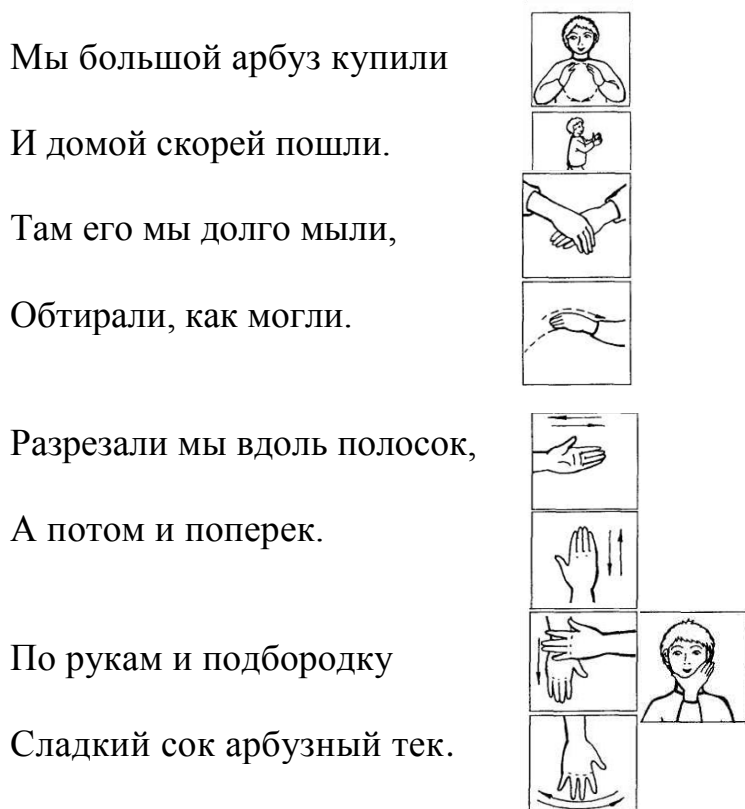 Мы большой арбуз купили
И домой скорей пошли.
Там его мы долго мыли,
Обтирали, как могли.
Разрезали мы вдоль полосок,
А потом и поперек.
По рукам и подбородку
Сладкий сок арбузный тек.